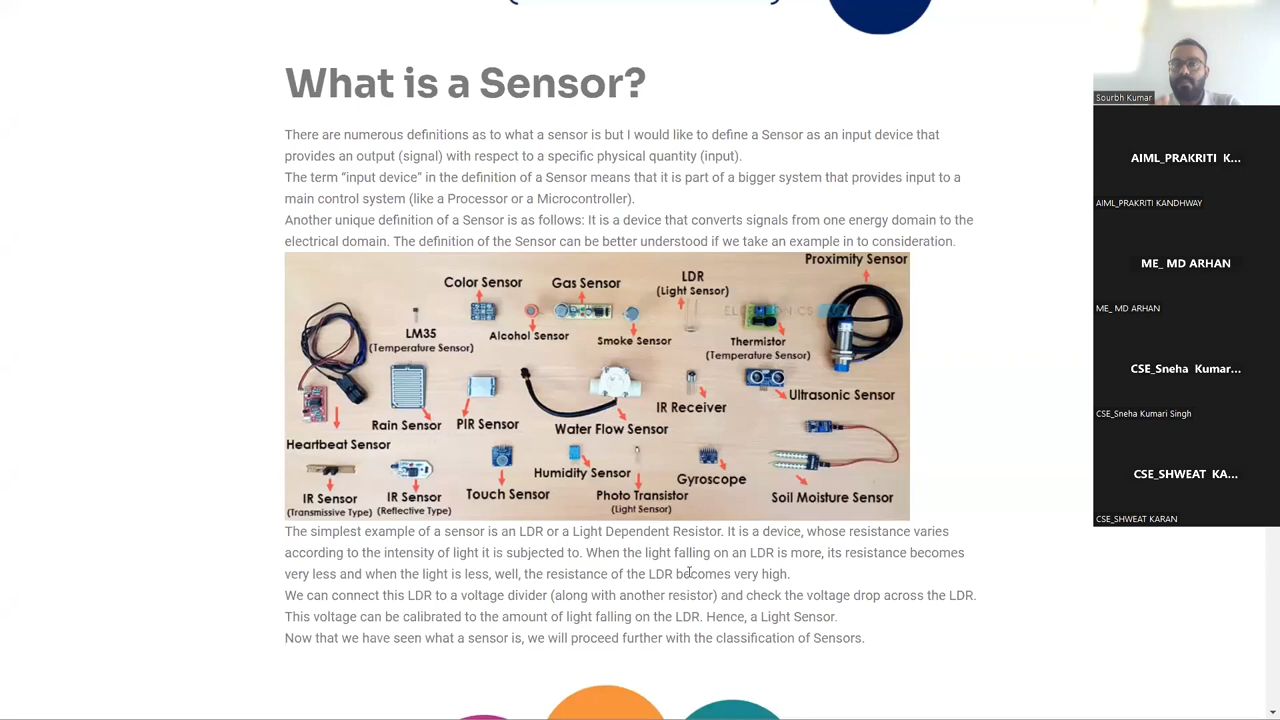 What is a Sensor?
There are numerous definitions as to what a sensor is but I would like to define a Sensor as an input device that
provides an output (signal) with respect to a specific physical quantity (input).
The term “input device” in the definition of a Sensor means that it is part of a bigger system that provides input to a
main control system (like a Processor or a Microcontroller).
Another unique definition of a Sensor is as follows: It is a device that converts signals from one energy domain to the
electrical domain. The definition of the Sensor can be better understood if we take an example in to consideration.
Proximity Sensor
Color Sensor
Gas Sensor
LDR
(Light Sensor)
LM35
(Temperature Sensor)
Alcohol Sensor
Smoke Sensor
Thermistor
(Temperature Sensor)
Rain Sensor
PIR Sensor
Water Flow Sensor
IR Receiver
Ultrasonic Sensor
Heartbeat Sensor
IR Sensor
(Transmissive Type)
IR Sensor
(Reflective Type)
Touch Sensor
Humidity Sensor
Photo Transistor
(Light Sensor)
Gyroscope
Soil Moisture Sensor
The simplest example of a sensor is an LDR or a Light Dependent Resistor. It is a device, whose resistance varies
according to the intensity of light it is subjected to. When the light falling on an LDR is more, its resistance becomes
very less and when the light is less, well, the resistance of the LDR becomes very high.
We can connect this LDR to a voltage divider (along with another resistor) and check the voltage drop across the LDR.
This voltage can be calibrated to the amount of light falling on the LDR. Hence, a Light Sensor.
Now that we have seen what a sensor is, we will proceed further with the classification of Sensors.
Sourbh Kumar
AIML_PRAKRITI K...
AIML_PRAKRITI KANDHWAY
ME_ MD ARHAN
ME_ MD ARHAN
CSE_Sneha Kumar...
CSE_Sneha Kumari Singh
CSE_SHWEAT KA...
CSE_SHWEAT KARAN